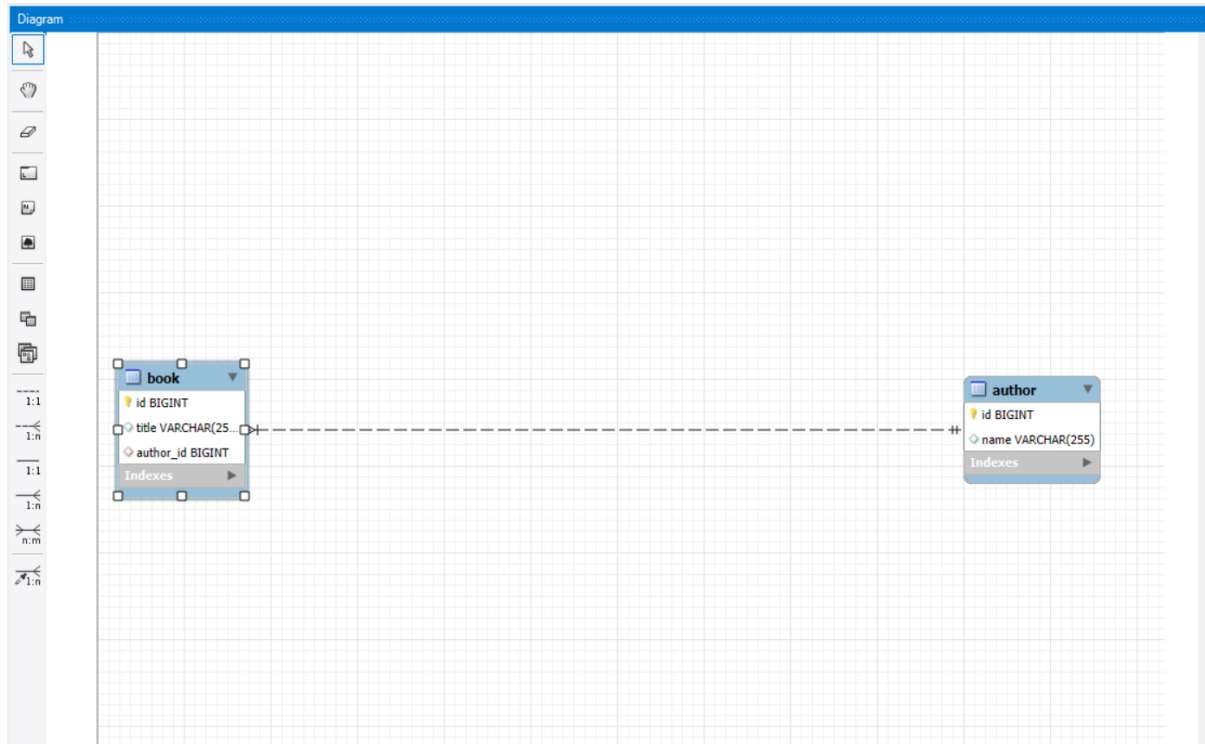 Diagram
1:1
1:n
1:1
1:n
n:m
1:n
book
id BIGINT
title VARCHAR(25...
author_id BIGINT
Indexes
author
id BIGINT
name VARCHAR(255)
Indexes